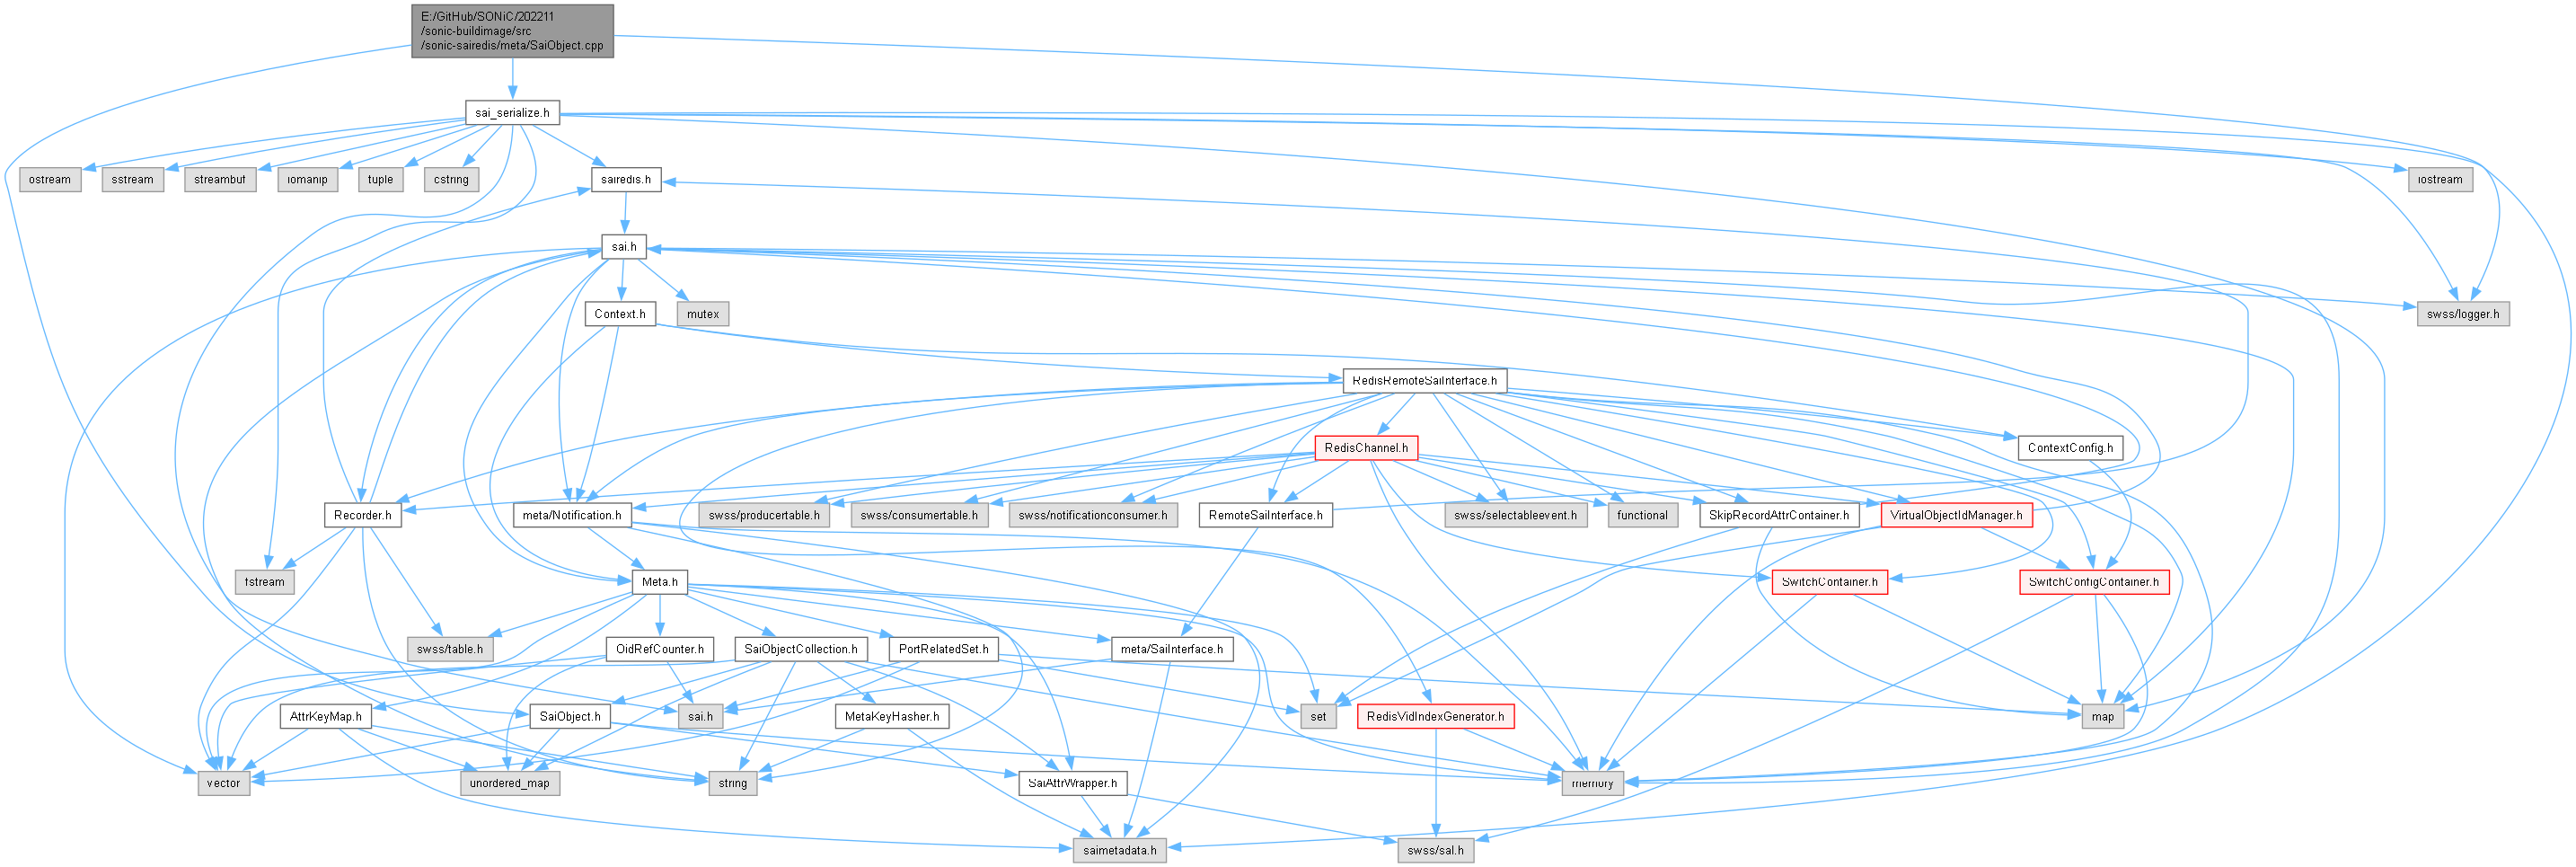 E:/GitHub/SONiC/202211
/sonic-buildimage/src
/sonic-sairedis/meta/SaiObject.cpp
sai_serialize.h
ostream
sstream
streambuf
iomanip
tuple
cstring
sairedis.h
iostream
sai.h
Context.h
mutex
swss/logger.h
RedisRemoteSaiInterface.h
RedisChannel.h
ContextConfig.h
Recorder.h
meta/Notification.h
swss/producertable.h
swss/consumertable.h
swss/notificationconsumer.h
RemoteSaiInterface.h
swss/selectableevent.h
functional
SkipRecordAttrContainer.h
VirtualObjectIdManager.h
fstream
Meta.h
SwitchContainer.h
SwitchConfigContainer.h
swss/table.h
OidRefCounter.h
SaiObjectCollection.h
PortRelatedSet.h
meta/SaiInterface.h
AttrKeyMap.h
SaiObject.h
sai.h
MetaKeyHasher.h
set
RedisVidIndexGenerator.h
map
vector
unordered_map
string
SaiAttrWrapper.h
memory
saimetadata.h
swss/sal.h